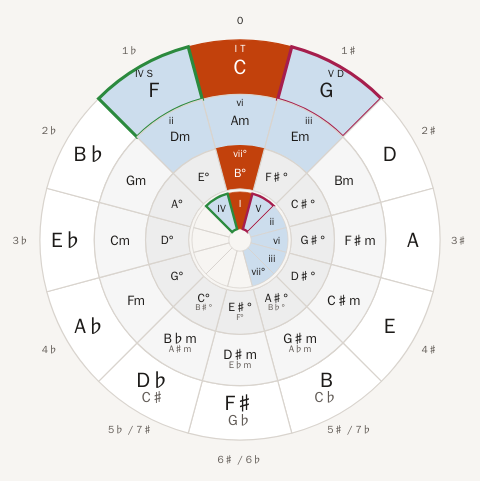 0
1♭
1♯
I T
C
IV S
F
V D
G
vi
Am
ii
Dm
iii
Em
2♭
2♯
B♭
D
vii°
B°
E°
F♯°
Gm
Bm
A°
C♯°
IV
I
V
ii
vi
iii
vii°
3♭
3♯
E♭
A
Cm
F♯m
D°
G♯°
G°
D♯°
Fm
C♯m
C°
B♯°
A♯°
B♭°
E♯°
F°
A♭
E
4♭
4♯
B♭m
A♯m
G♯m
A♭m
D♯m
E♭m
D♭
C♯
B
C♭
F♯
G♭
5♭ / 7♯
5♯ / 7♭
6♯ / 6♭